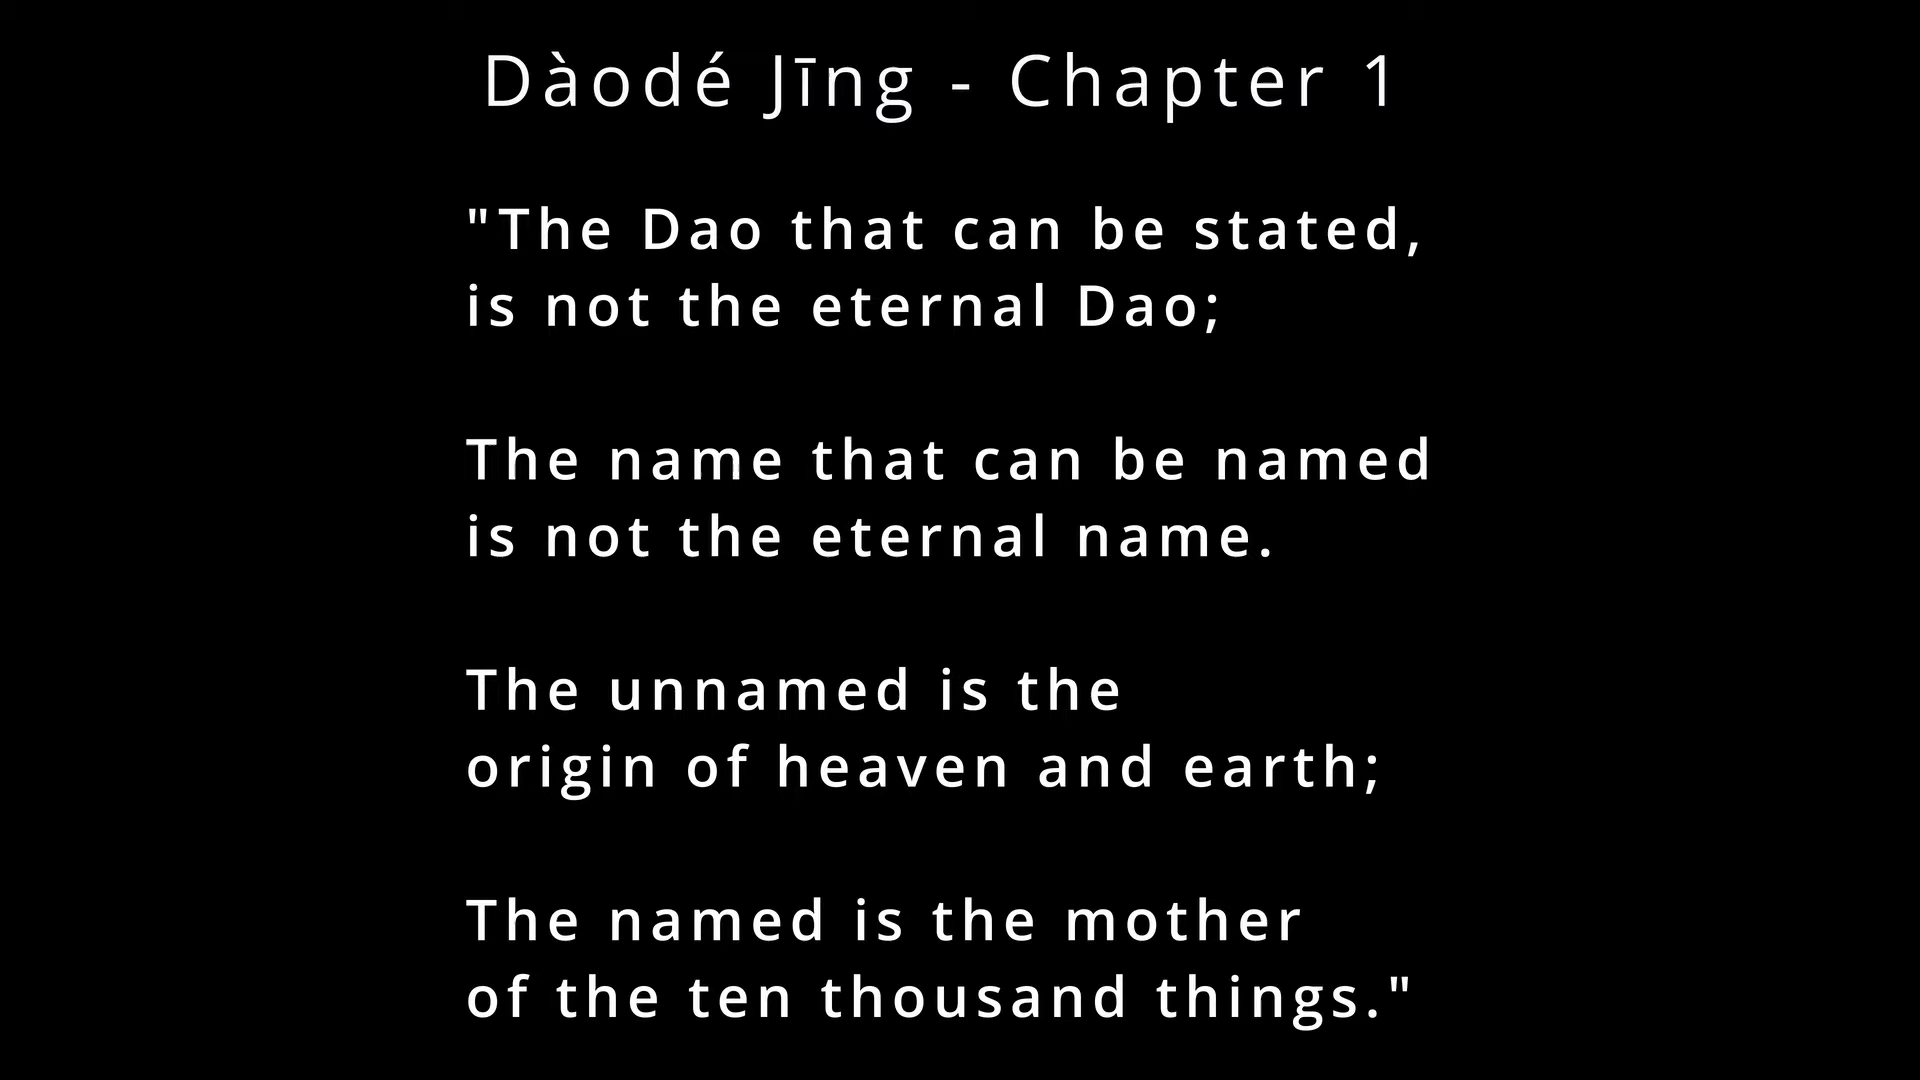 Dàodé Jīng - Chapter 1
"The Dao that can be stated,
is not the eternal Dao;
The name that can be named
is not the eternal name.
The unnamed is the
origin of heaven and earth;
The named is the mother
of the ten thousand things."